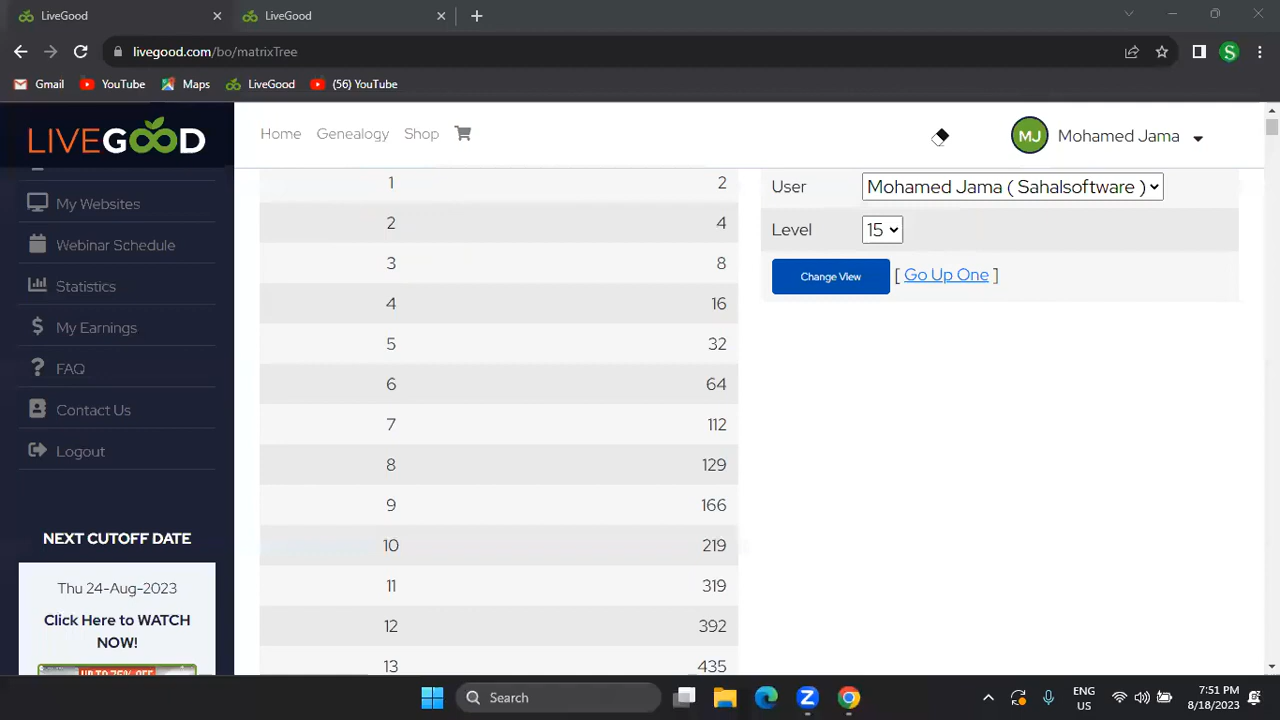 LiveGood
LiveGood
livegood.com/bo/matrixTree
Gmail
YouTube
Maps
LiveGood
(56) YouTube
LIVEGOOD
Home
Genealogy
Shop
MJ
Mohamed Jama
My Websites
Webinar Schedule
Statistics
My Earnings
FAQ
Contact Us
Logout
NEXT CUTOFF DATE
Thu 24-Aug-2023
Click Here to WATCH
NOW!
UP TO 75% OFF
1 2
2 4
3 8
4 16
5 32
6 64
7 112
8 129
9 166
10 219
11 319
12 392
13 435
User Mohamed Jama ( Sahalsoftware )
Level 15
Change View [ Go Up One ]
Search
ENG
US
7:51 PM
8/18/2023